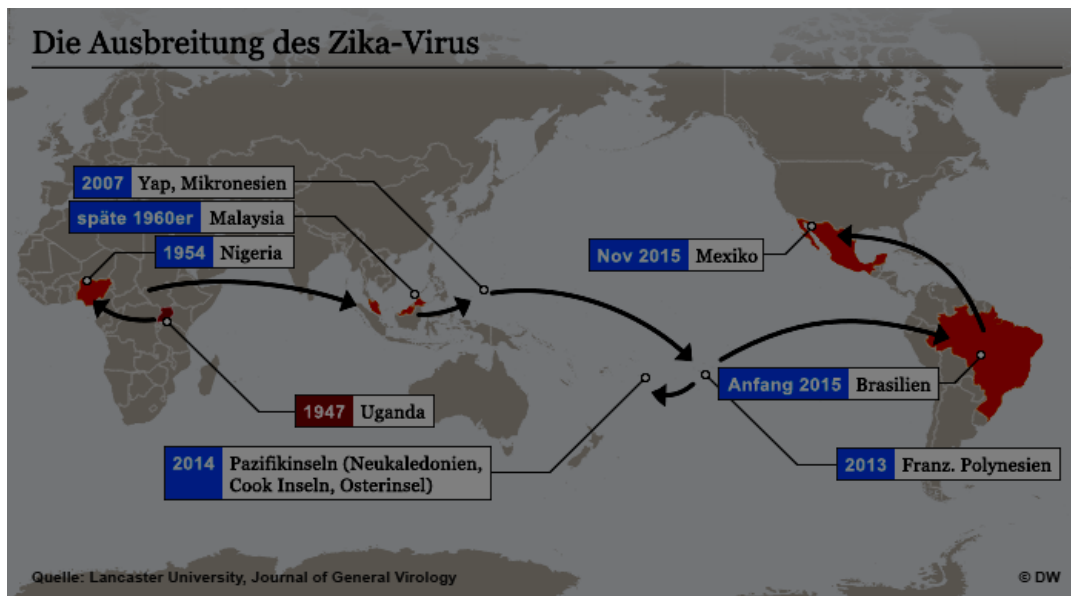 Die Ausbreitung des Zika-Virus
2007 Yap, Mikronesien
späte 1960er Malaysia
1954 Nigeria
Nov 2015 Mexiko
Anfang 2015 Brasilien
1947 Uganda
2014 Pazifikinseln (Neukaledonien,
Cook Inseln, Osterinsel)
2013 Franz. Polynesien
Quelle: Lancaster University, Journal of General Virology
© DW